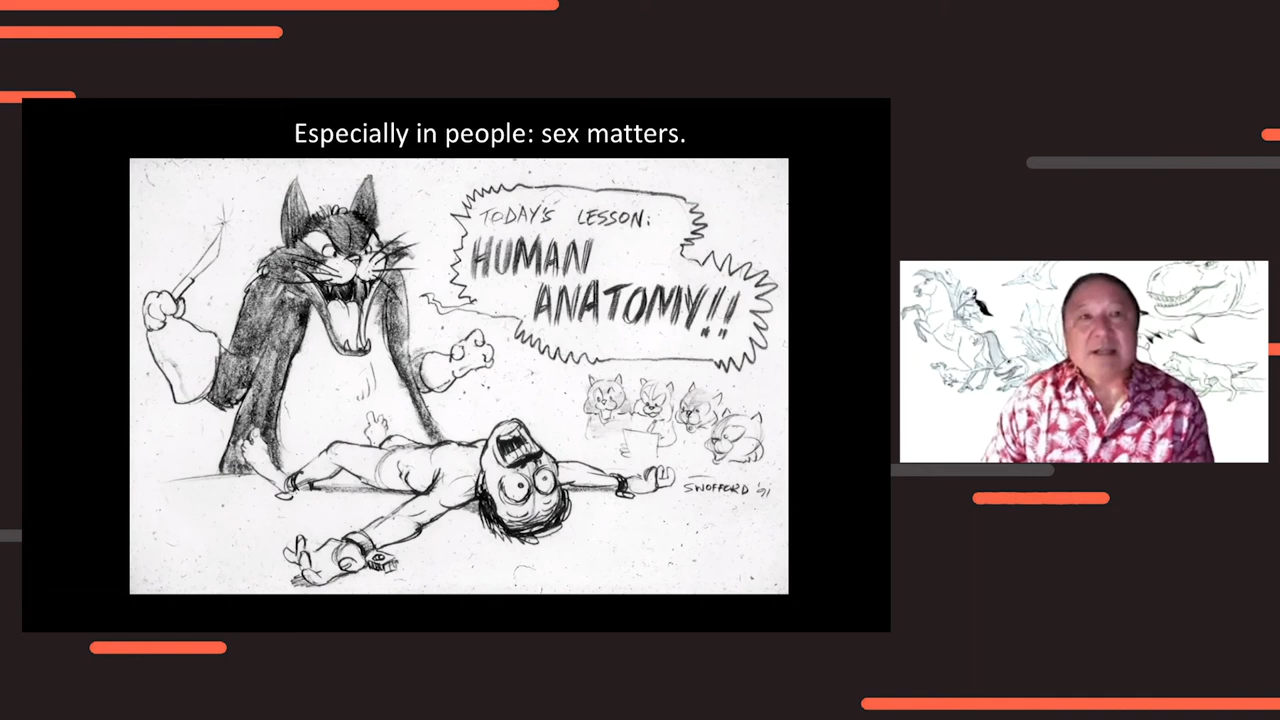 Especially in people: sex matters.
TODAY'S LESSON:
HUMAN
ANATOMY!!
SWOFFORD '91